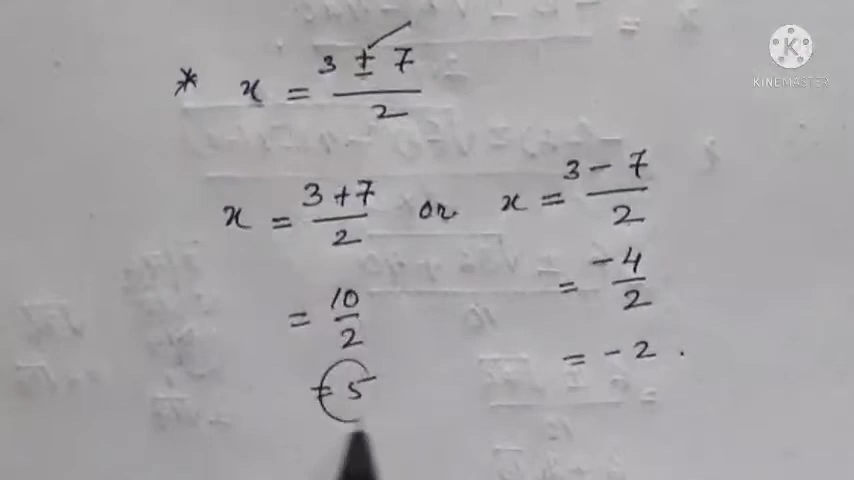 K
KINEMASTER
* x = 3 ± 7 / 2
x = 3 + 7 / 2 or x = 3 - 7 / 2
= 10 / 2 = -4 / 2
= 5 = -2.